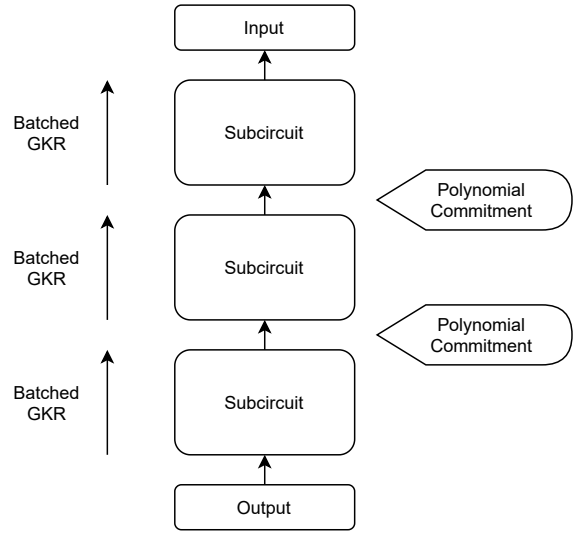 Input
Batched
GKR
Subcircuit
Polynomial
Commitment
Batched
GKR
Subcircuit
Polynomial
Commitment
Batched
GKR
Subcircuit
Output